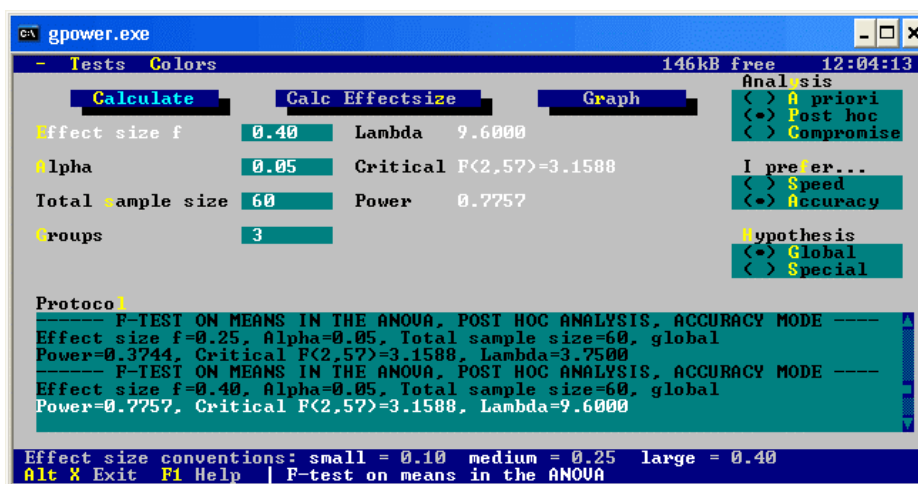 gpower.exe
- Tests Colors 146kB free 12:04:13
Calculate Calc Effectsize Graph
Effect size f 0.40 Lambda 9.6000
Alpha 0.05 Critical F(2,57)=3.1588
Total sample size 60 Power 0.7757
Groups 3
Analysis
( ) A priori
(•) Post hoc
( ) Compromise
I prefer...
( ) Speed
(•) Accuracy
Hypothesis
(•) Global
( ) Special
Protocol
------ F-TEST ON MEANS IN THE ANOVA, POST HOC ANALYSIS, ACCURACY MODE ----
Effect size f=0.25, Alpha=0.05, Total sample size=60, global
Power=0.3744, Critical F(2,57)=3.1588, Lambda=3.7500
------ F-TEST ON MEANS IN THE ANOVA, POST HOC ANALYSIS, ACCURACY MODE ----
Effect size f=0.40, Alpha=0.05, Total sample size=60, global
Power=0.7757, Critical F(2,57)=3.1588, Lambda=9.6000
Effect size conventions: small = 0.10 medium = 0.25 large = 0.40
Alt X Exit F1 Help | F-test on means in the ANOVA